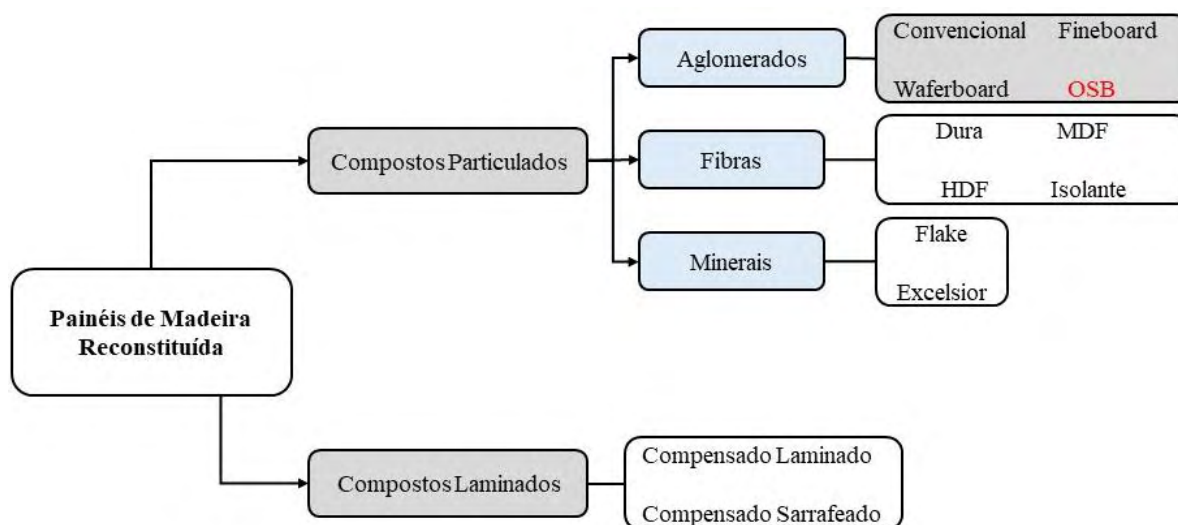 Painéis de Madeira
Reconstituída
Compostos Particulados
Aglomerados
Convencional Fineboard
Waferboard OSB
Fibras
Dura MDF
HDF Isolante
Minerais
Flake
Excelsior
Compostos Laminados
Compensado Laminado
Compensado Sarrafeado